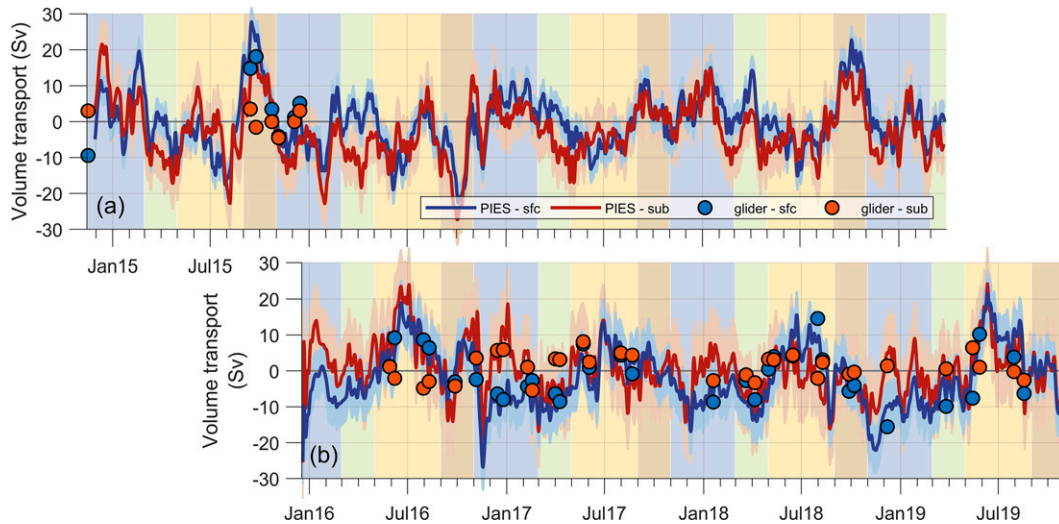 30
20
10
0
-10
-20
-30
Volume transport (Sv)
(a)
PIES - sfc PIES - sub glider - sfc glider - sub
Jan15 Jul15
30
20
10
0
-10
-20
-30
Volume transport
(Sv)
(b)
Jan16 Jul16 Jan17 Jul17 Jan18 Jul18 Jan19 Jul19